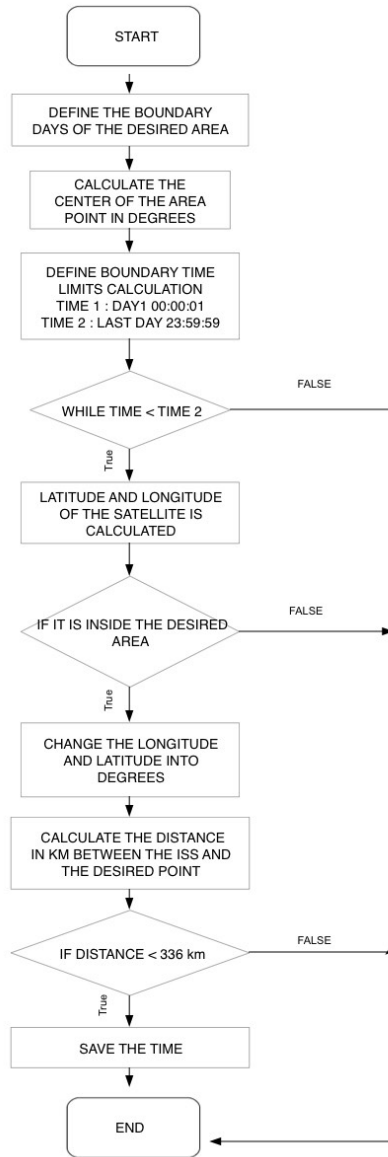 START
DEFINE THE BOUNDARY
DAYS OF THE DESIRED AREA
CALCULATE THE
CENTER OF THE AREA
POINT IN DEGREES
DEFINE BOUNDARY TIME
LIMITS CALCULATION
TIME 1 : DAY1 00:00:01
TIME 2 : LAST DAY 23:59:59
WHILE TIME < TIME 2
FALSE
True
LATITUDE AND LONGITUDE
OF THE SATELLITE IS
CALCULATED
IF IT IS INSIDE THE DESIRED
AREA
FALSE
True
CHANGE THE LONGITUDE
AND LATITUDE INTO
DEGREES
CALCULATE THE DISTANCE
IN KM BETWEEN THE ISS AND
THE DESIRED POINT
IF DISTANCE < 336 km
FALSE
True
SAVE THE TIME
END